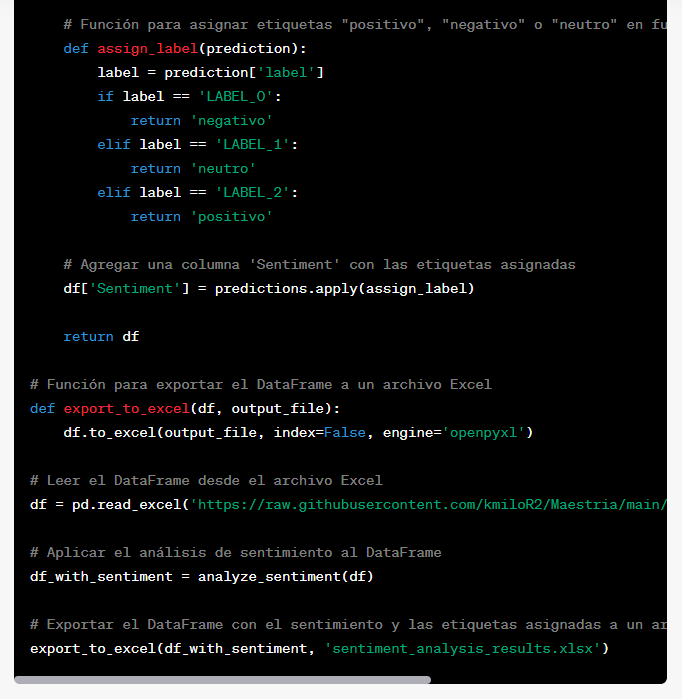 # Función para asignar etiquetas "positivo", "negativo" o "neutro" en fu
def assign_label(prediction):
label = prediction['label']
if label == 'LABEL_0':
return 'negativo'
elif label == 'LABEL_1':
return 'neutro'
elif label == 'LABEL_2':
return 'positivo'
# Agregar una columna 'Sentiment' con las etiquetas asignadas
df['Sentiment'] = predictions.apply(assign_label)
return df
# Función para exportar el DataFrame a un archivo Excel
def export_to_excel(df, output_file):
df.to_excel(output_file, index=False, engine='openpyxl')
# Leer el DataFrame desde el archivo Excel
df = pd.read_excel('https://raw.githubusercontent.com/kmiloR2/Maestria/main/
# Aplicar el análisis de sentimiento al DataFrame
df_with_sentiment = analyze_sentiment(df)
# Exportar el DataFrame con el sentimiento y las etiquetas asignadas a un ar
export_to_excel(df_with_sentiment, 'sentiment_analysis_results.xlsx')